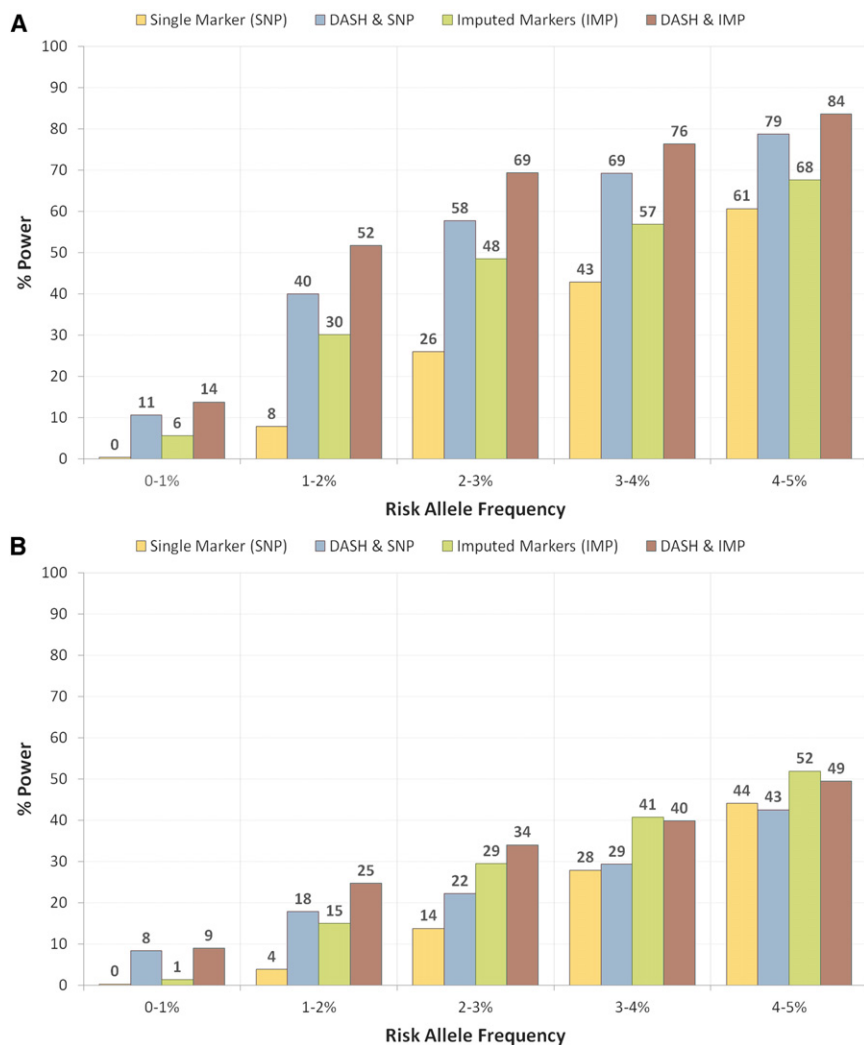 A
Single Marker (SNP) DASH & SNP Imputed Markers (IMP) DASH & IMP
% Power
100
90
80
70
60
50
40
30
20
10
0
0 11 6 14
8 40 30 52
26 58 48 69
43 69 57 76
61 79 68 84
0-1% 1-2% 2-3% 3-4% 4-5%
Risk Allele Frequency
B
Single Marker (SNP) DASH & SNP Imputed Markers (IMP) DASH & IMP
% Power
100
90
80
70
60
50
40
30
20
10
0
0 8 1 9
4 18 15 25
14 22 29 34
28 29 41 40
44 43 52 49
0-1% 1-2% 2-3% 3-4% 4-5%
Risk Allele Frequency